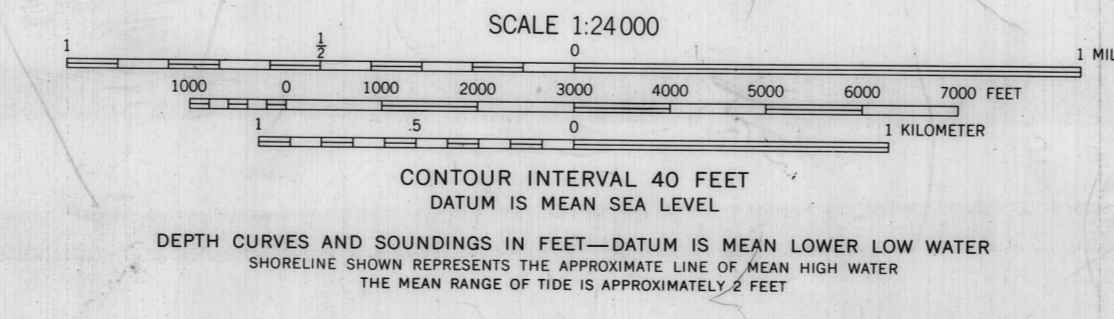 SCALE 1:24 000
1 1/2 0 1 MIL
1000 0 1000 2000 3000 4000 5000 6000 7000 FEET
1 .5 0 1 KILOMETER
CONTOUR INTERVAL 40 FEET
DATUM IS MEAN SEA LEVEL
DEPTH CURVES AND SOUNDINGS IN FEET—DATUM IS MEAN LOWER LOW WATER
SHORELINE SHOWN REPRESENTS THE APPROXIMATE LINE OF MEAN HIGH WATER
THE MEAN RANGE OF TIDE IS APPROXIMATELY 2 FEET